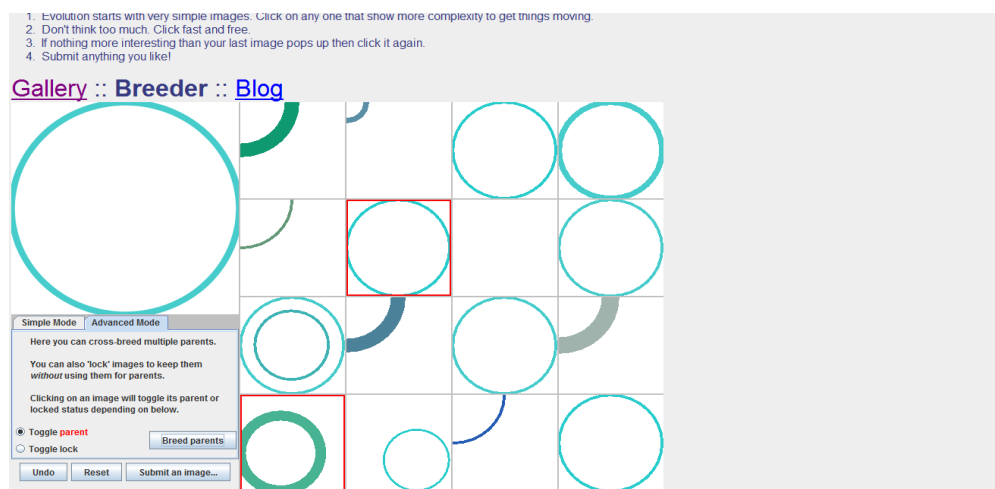 1. Evolution starts with very simple images. Click on any one that show more complexity to get things moving.
2. Don't think too much. Click fast and free.
3. If nothing more interesting than your last image pops up then click it again.
4. Submit anything you like!
Gallery :: Breeder :: Blog
Simple Mode Advanced Mode
Here you can cross-breed multiple parents.
You can also 'lock' images to keep them
without using them for parents.
Clicking on an image will toggle its parent or
locked status depending on below.
Toggle parent
Breed parents
Toggle lock
Undo Reset Submit an image...